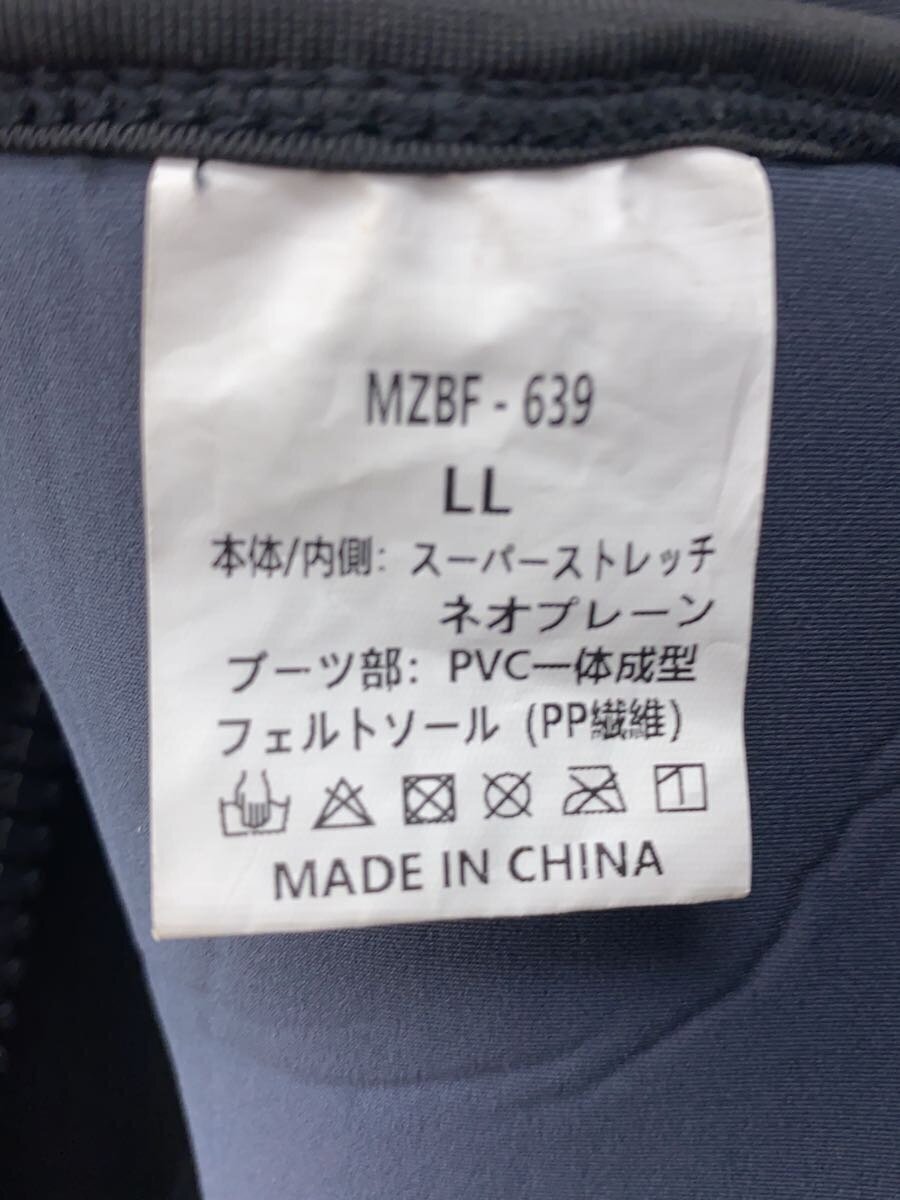 MZBF - 639
LL
本体/内側: スーパーストレッチ
ネオプレーン
ブーツ部: PVC一体成型
フェルトソール (PP繊維)
MADE IN CHINA